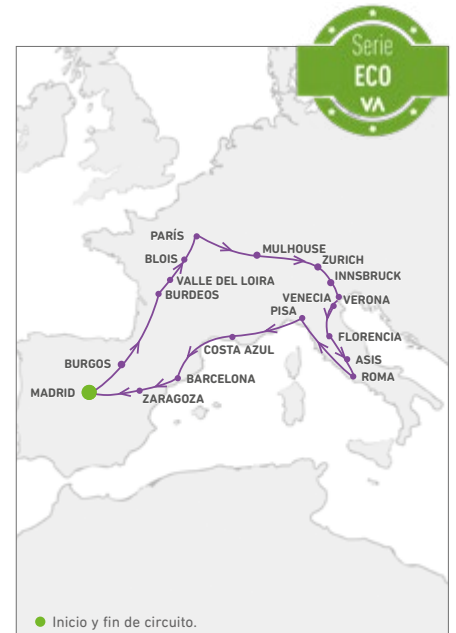 Serie
ECO
VA
PARÍS
MULHOUSE
BLOIS
ZURICH
INNSBRUCK
VALLE DEL LOIRA
BURDEOS
VENECIA
VERONA
PISA
FLORENCIA
COSTA AZUL
ASIS
BURGOS
ROMA
BARCELONA
MADRID
ZARAGOZA
Inicio y fin de circuito.